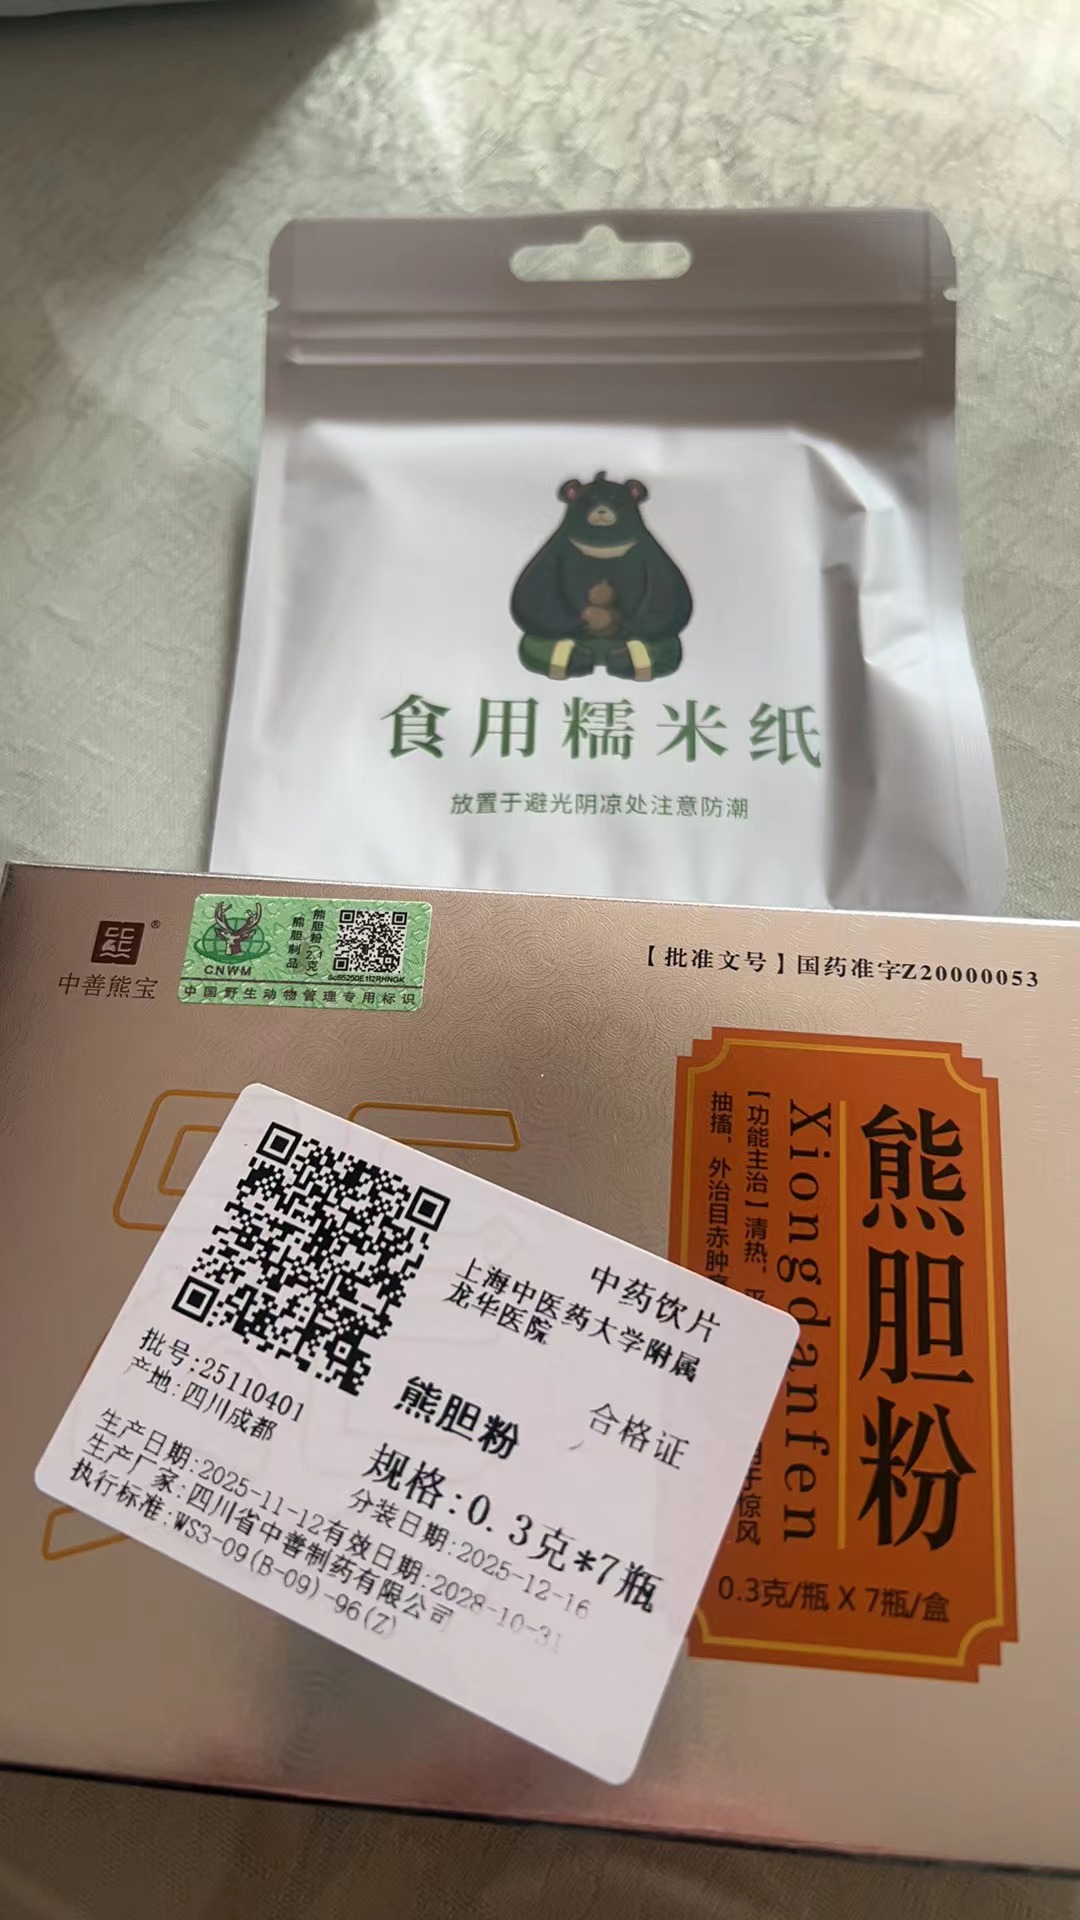 食用糯米纸
放置于避光阴凉处注意防潮
中善熊宝®
CNWM
熊胆粉(2.1克)
熊胆制品
中国野生动物管理专用标识
【批准文号】国药准字Z20000053
熊胆粉
Xiongdanfen
【功能主治】清热,
用于惊风
抽搐,外治目赤肿
0.3克/瓶 X 7瓶/盒
中药饮片
上海中医药大学附属
龙华医院
熊胆粉
合格证
规格:0.3克*7瓶
批号:25110401
产地:四川成都
分装日期:2025-12-16
生产日期:2025-11-12有效日期:2028-10-31
生产厂家:四川省中善制药有限公司
执行标准:WS3-09(B-09)-96(Z)